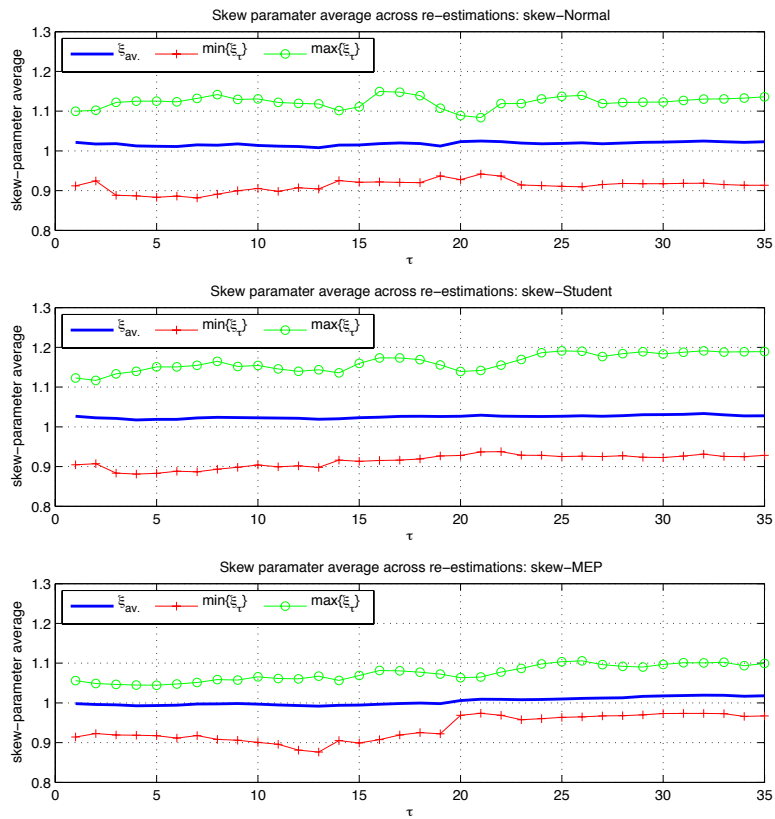 Skew paramater average across re-estimations: skew-Normal
1.3
1.2
1.1
1
0.9
0.8
skew-parameter average
ξav. min{ξτ} max{ξτ}
0 5 10 15 20 25 30 35
τ
Skew paramater average across re-estimations: skew-Student
1.3
1.2
1.1
1
0.9
0.8
skew-parameter average
ξav. min{ξτ} max{ξτ}
0 5 10 15 20 25 30 35
τ
Skew paramater average across re-estimations: skew-MEP
1.3
1.2
1.1
1
0.9
0.8
skew-parameter average
ξav. min{ξτ} max{ξτ}
0 5 10 15 20 25 30 35
τ